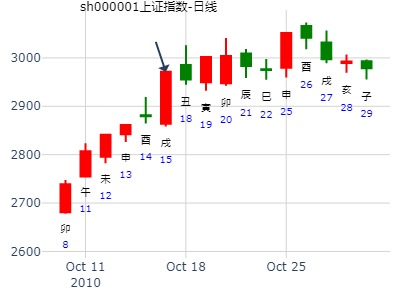 sh000001上证指数-日线
3000
2900
2800
2700
2600
卯
8
午
11
未
12
申
13
酉
14
戌
15
丑
18
寅
19
卯
20
辰
21
巳
22
申
25
酉
26
戌
27
亥
28
子
29
Oct 11
2010
Oct 18
Oct 25